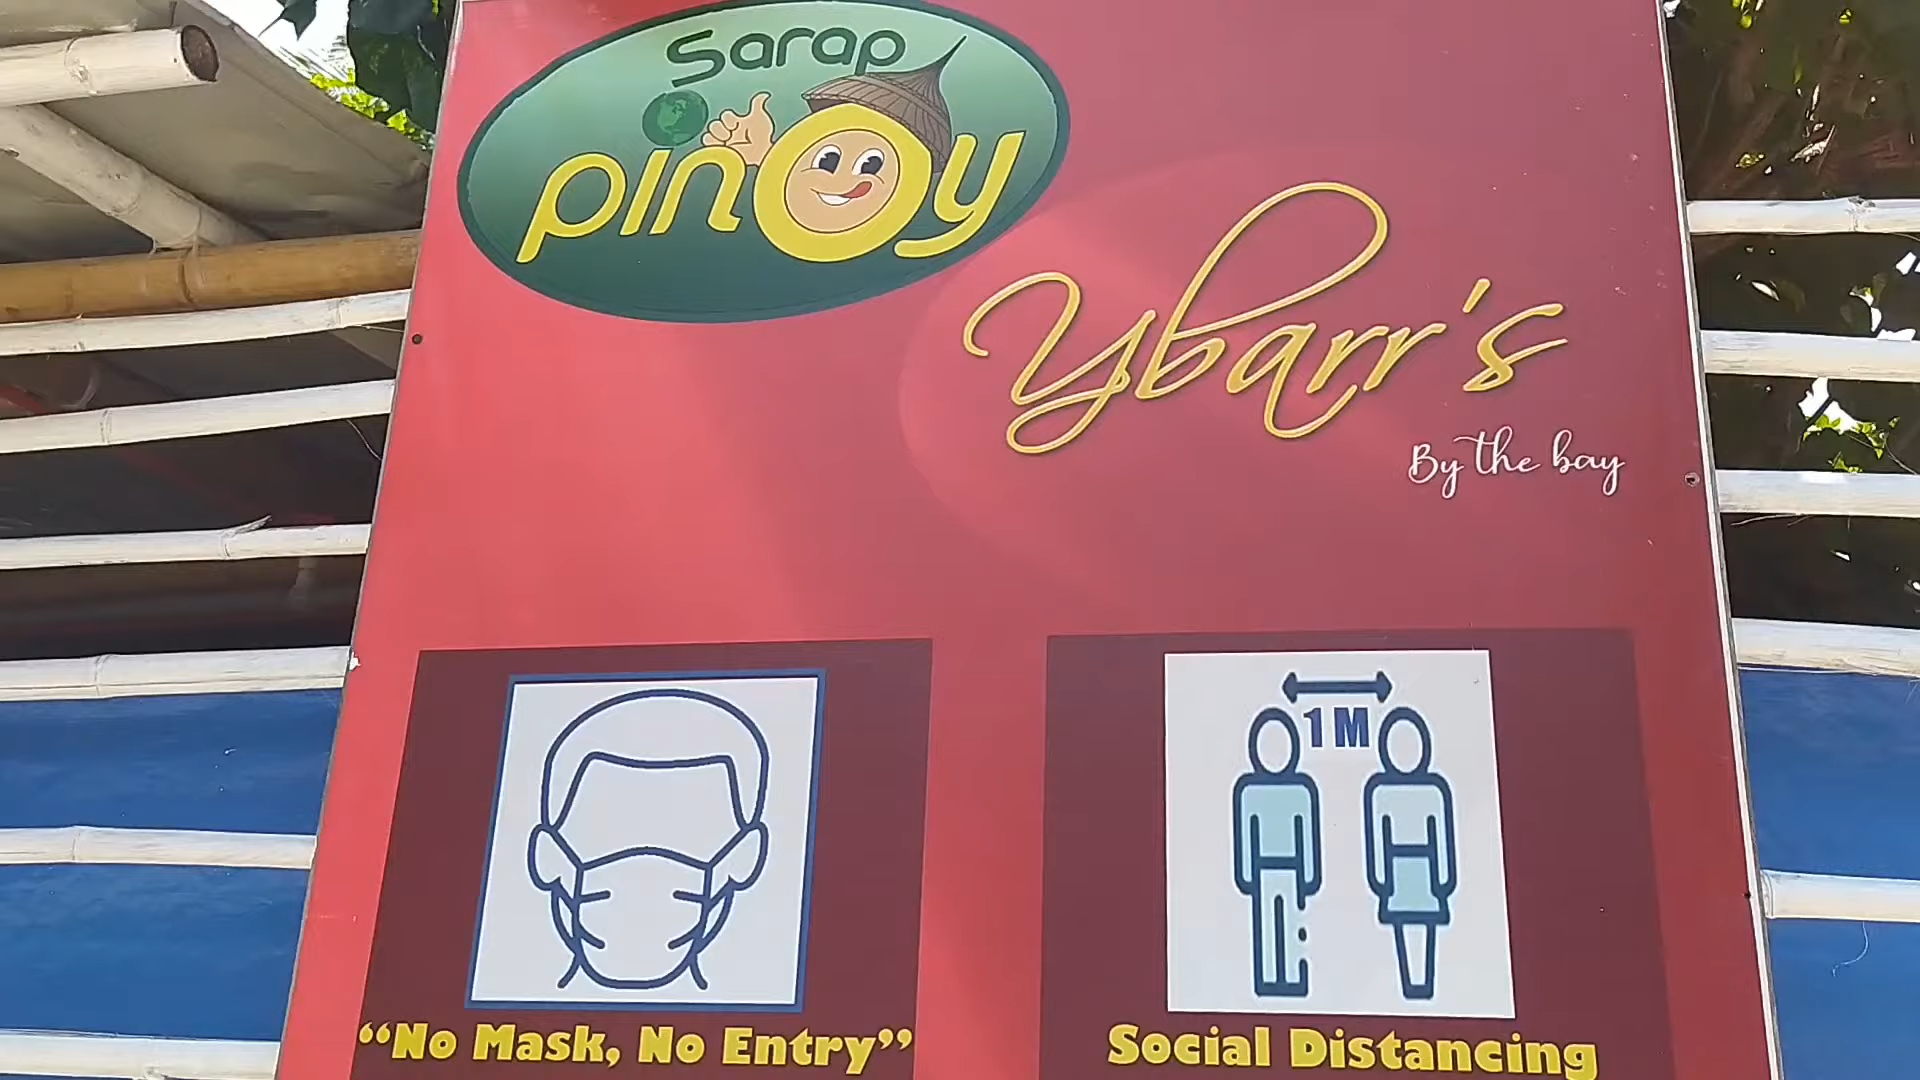 Sarap
pinOy
Ybarr's
By the bay
1 M
“No Mask, No Entry”
Social Distancing